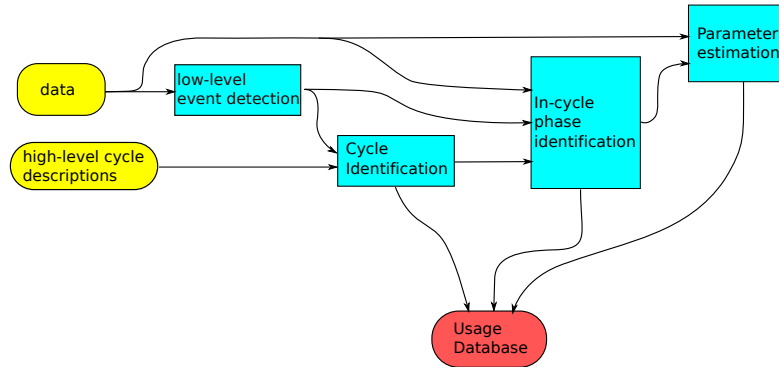 data
low-level
event detection
high-level cycle
descriptions
Cycle
Identification
In-cycle
phase
identification
Parameter
estimation
Usage
Database